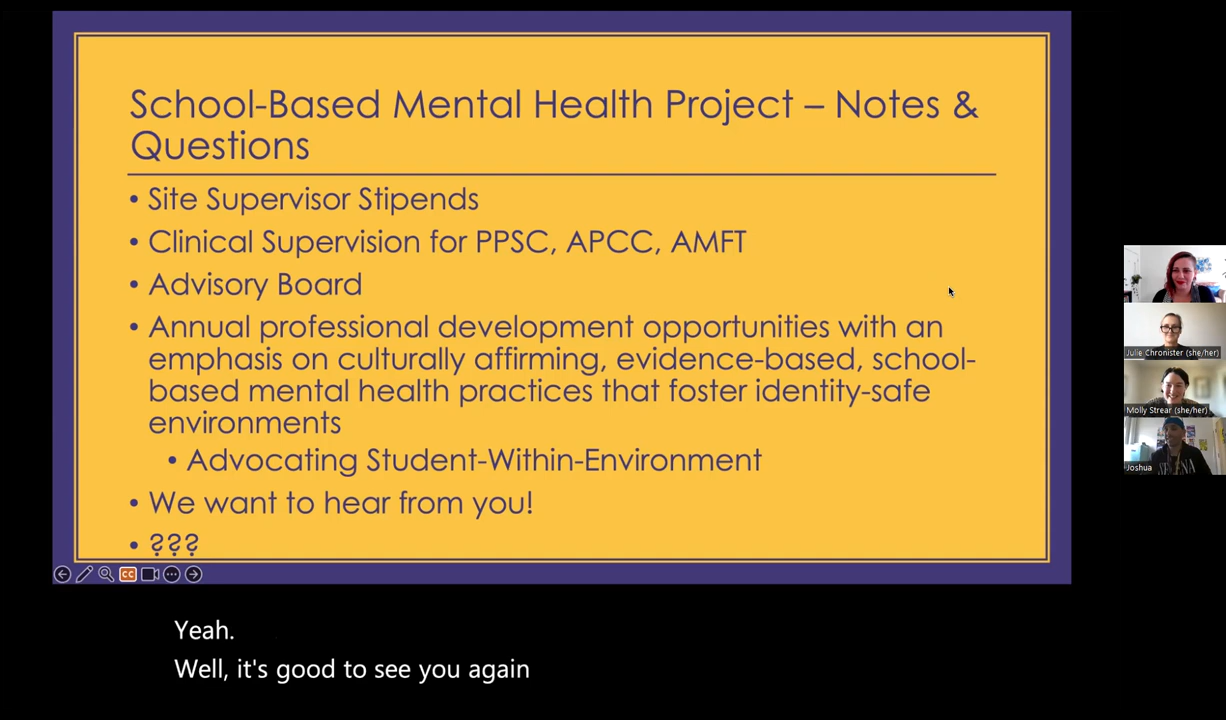 School-Based Mental Health Project – Notes &
Questions
• Site Supervisor Stipends
• Clinical Supervision for PPSC, APCC, AMFT
• Advisory Board
• Annual professional development opportunities with an
emphasis on culturally affirming, evidence-based, school-
based mental health practices that foster identity-safe
environments
• Advocating Student-Within-Environment
• We want to hear from you!
• ???
CC
Julie Chronister (she/her)
Molly Strear (she/her)
Joshua
Yeah.
Well, it's good to see you again